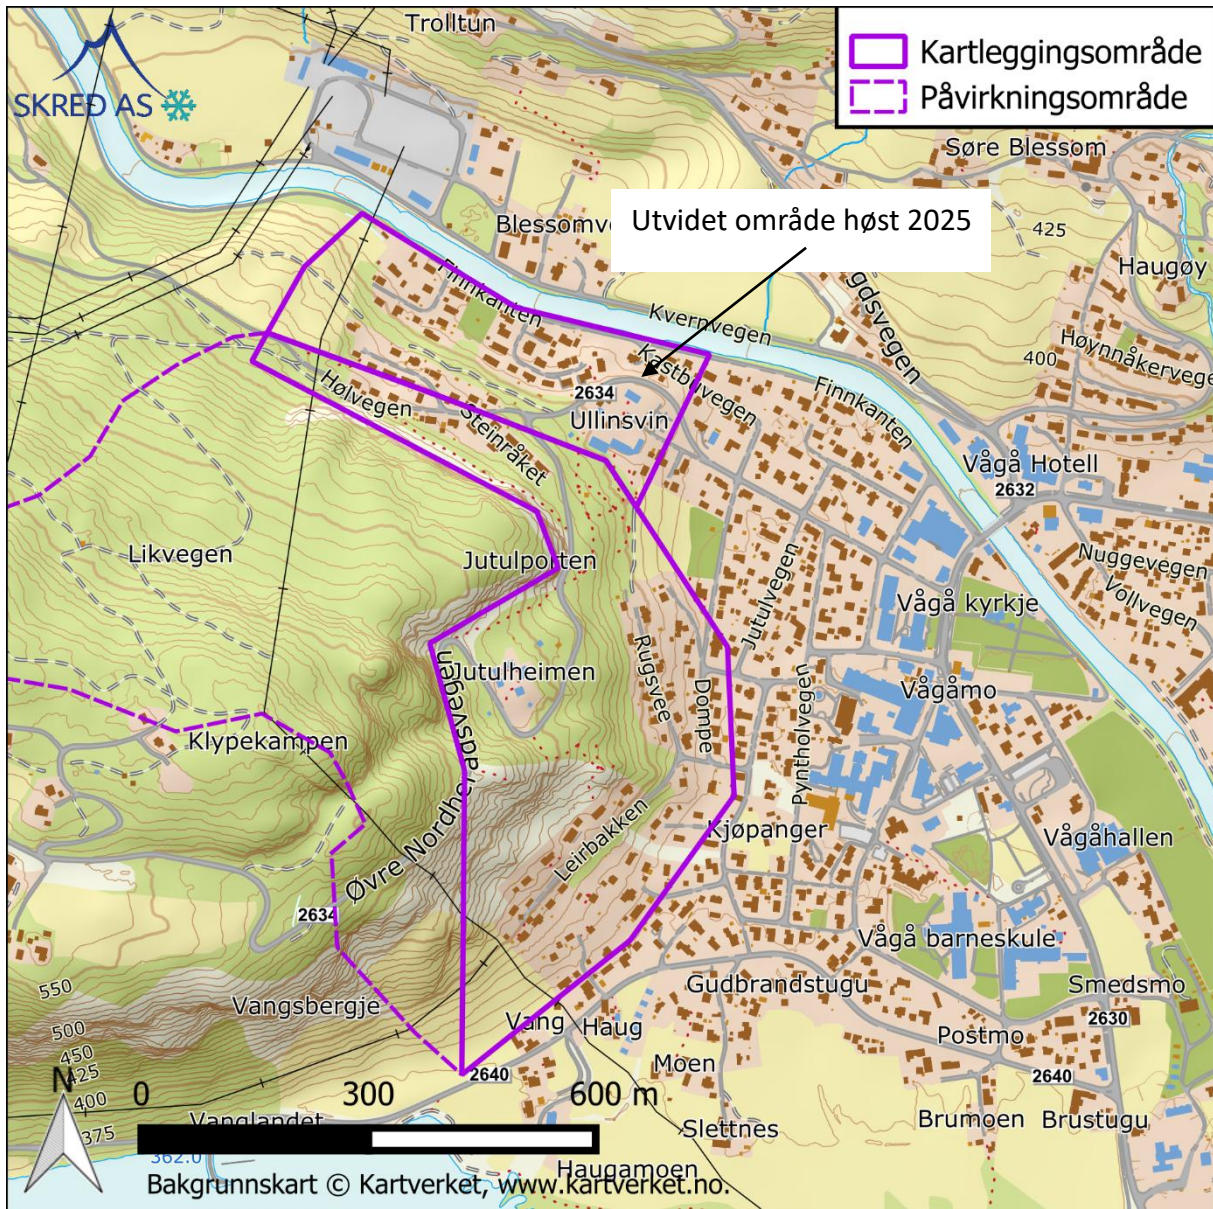 Trolltun
SKRED AS
Kartleggingsområde
Påvirkningsområde
Søre Blessom
Utvidet område høst 2025
Blessomv
425
Haugøy
gdsvegen
Finnkanten
Kvernvegen
400
Høynnåkervege
Kastbuvegen
2634
Finnkanten
Hølvegen
Steinråket
Ullinsvin
Vågå Hotell
2632
Likvegen
Jutulporten
Nuggevegen
Vollvegen
Jutulvegen
Vågå kyrkje
Jutulheimen
Rugsvee
Dompe
Vågåmo
Pyntholvegen
Klypekampen
Øvre Nordheradsvegen
Leirbakken
Kjøpanger
Vågåhallen
2634
Vågå barneskule
550
Vangsbergje
Gudbrandstugu
Smedsmo
500
Vang
Haug
Postmo
2630
450
425
400
375
N
0
300
600 m
2640
Moen
2640
Vanglandet
Slettnes
Brumoen
Brustugu
362.0
Haugamoen
Bakgrunnskart © Kartverket, www.kartverket.no.